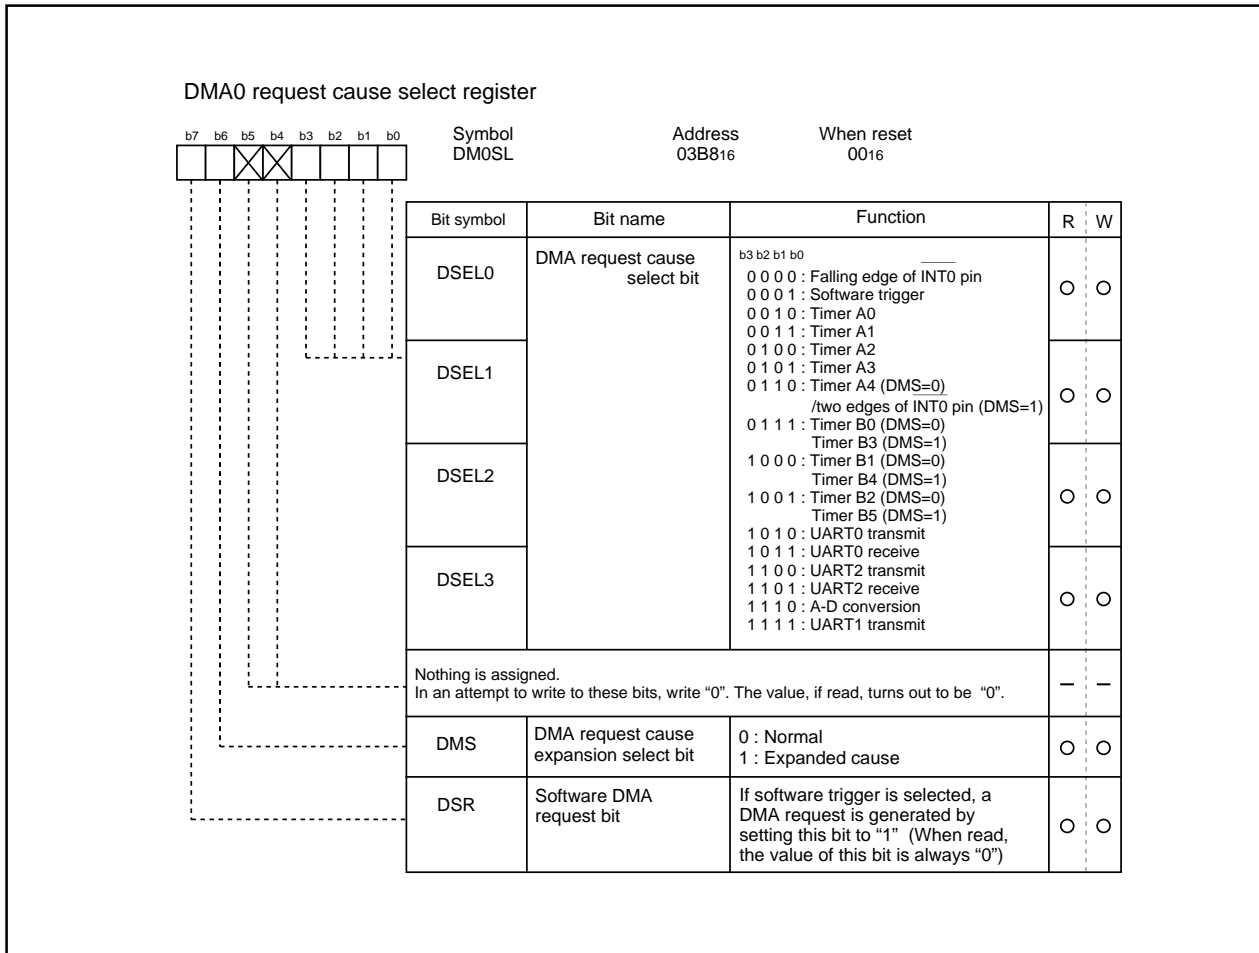 DMA0 request cause select register
b7 b6 b5 b4 b3 b2 b1 b0
Symbol Address When reset
DM0SL 03B816 0016
Bit symbol Bit name Function R W
DSEL0
DMA request cause
select bit
b3 b2 b1 b0
0 0 0 0 : Falling edge of INT0 pin
0 0 0 1 : Software trigger
0 0 1 0 : Timer A0
0 0 1 1 : Timer A1
0 1 0 0 : Timer A2
0 1 0 1 : Timer A3
0 1 1 0 : Timer A4 (DMS=0)
/two edges of INT0 pin (DMS=1)
0 1 1 1 : Timer B0 (DMS=0)
Timer B3 (DMS=1)
1 0 0 0 : Timer B1 (DMS=0)
Timer B4 (DMS=1)
1 0 0 1 : Timer B2 (DMS=0)
Timer B5 (DMS=1)
1 0 1 0 : UART0 transmit
1 0 1 1 : UART0 receive
1 1 0 0 : UART2 transmit
1 1 0 1 : UART2 receive
1 1 1 0 : A-D conversion
1 1 1 1 : UART1 transmit
DSEL1
DSEL2
DSEL3
Nothing is assigned.
In an attempt to write to these bits, write “0”. The value, if read, turns out to be “0”.
DMS
DMA request cause
expansion select bit
0 : Normal
1 : Expanded cause
DSR
Software DMA
request bit
If software trigger is selected, a
DMA request is generated by
setting this bit to “1” (When read,
the value of this bit is always “0”)